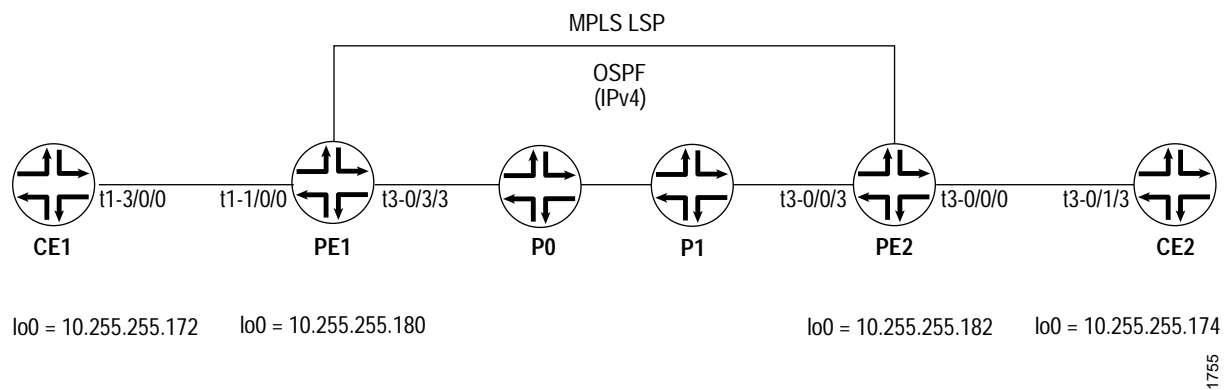 MPLS LSP
OSPF
(IPv4)
t1-3/0/0 t1-1/0/0 t3-0/3/3 t3-0/0/3 t3-0/0/0 t3-0/1/3
CE1 PE1 P0 P1 PE2 CE2
lo0 = 10.255.255.172 lo0 = 10.255.255.180 lo0 = 10.255.255.182 lo0 = 10.255.255.174
1755